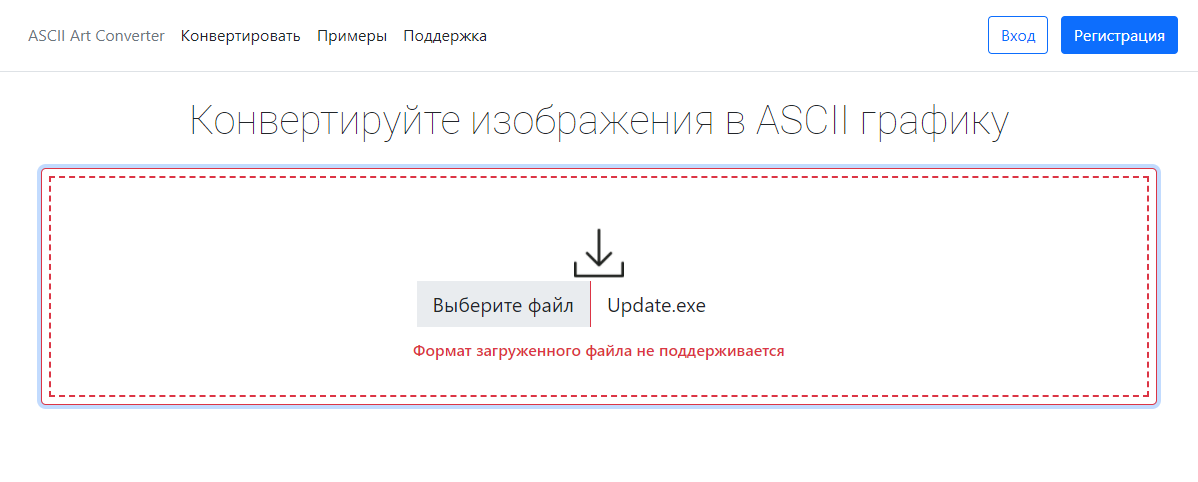 ASCII Art Converter Конвертировать Примеры Поддержка Вход Регистрация
Конвертируйте изображения в ASCII графику
Выберите файл Update.exe
Формат загруженного файла не поддерживается